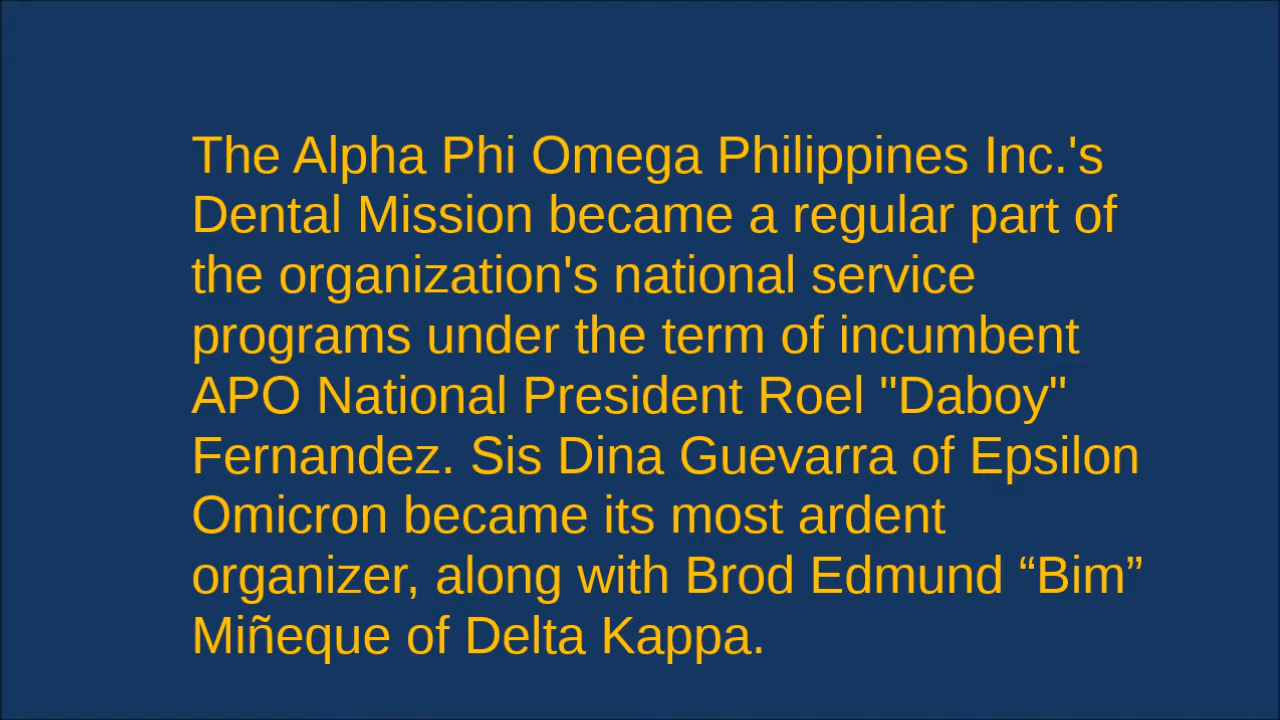 The Alpha Phi Omega Philippines Inc.'s
Dental Mission became a regular part of
the organization's national service
programs under the term of incumbent
APO National President Roel "Daboy"
Fernandez. Sis Dina Guevarra of Epsilon
Omicron became its most ardent
organizer, along with Brod Edmund “Bim”
Miñeque of Delta Kappa.